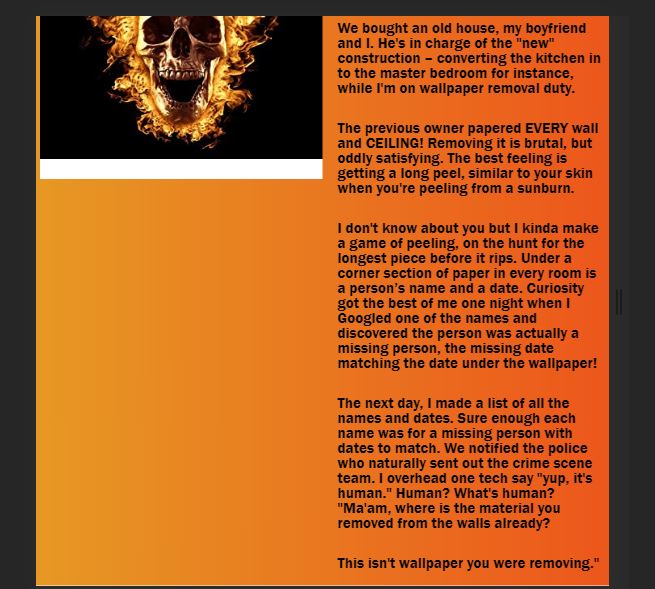 We bought an old house, my boyfriend
and I. He's in charge of the "new"
construction – converting the kitchen in
to the master bedroom for instance,
while I'm on wallpaper removal duty.
The previous owner papered EVERY wall
and CEILING! Removing it is brutal, but
oddly satisfying. The best feeling is
getting a long peel, similar to your skin
when you're peeling from a sunburn.
I don't know about you but I kinda make
a game of peeling, on the hunt for the
longest piece before it rips. Under a
corner section of paper in every room is
a person’s name and a date. Curiosity
got the best of me one night when I
Googled one of the names and
discovered the person was actually a
missing person, the missing date
matching the date under the wallpaper!
The next day, I made a list of all the
names and dates. Sure enough each
name was for a missing person with
dates to match. We notified the police
who naturally sent out the crime scene
team. I overhead one tech say "yup, it's
human." Human? What's human?
"Ma'am, where is the material you
removed from the walls already?
This isn't wallpaper you were removing."